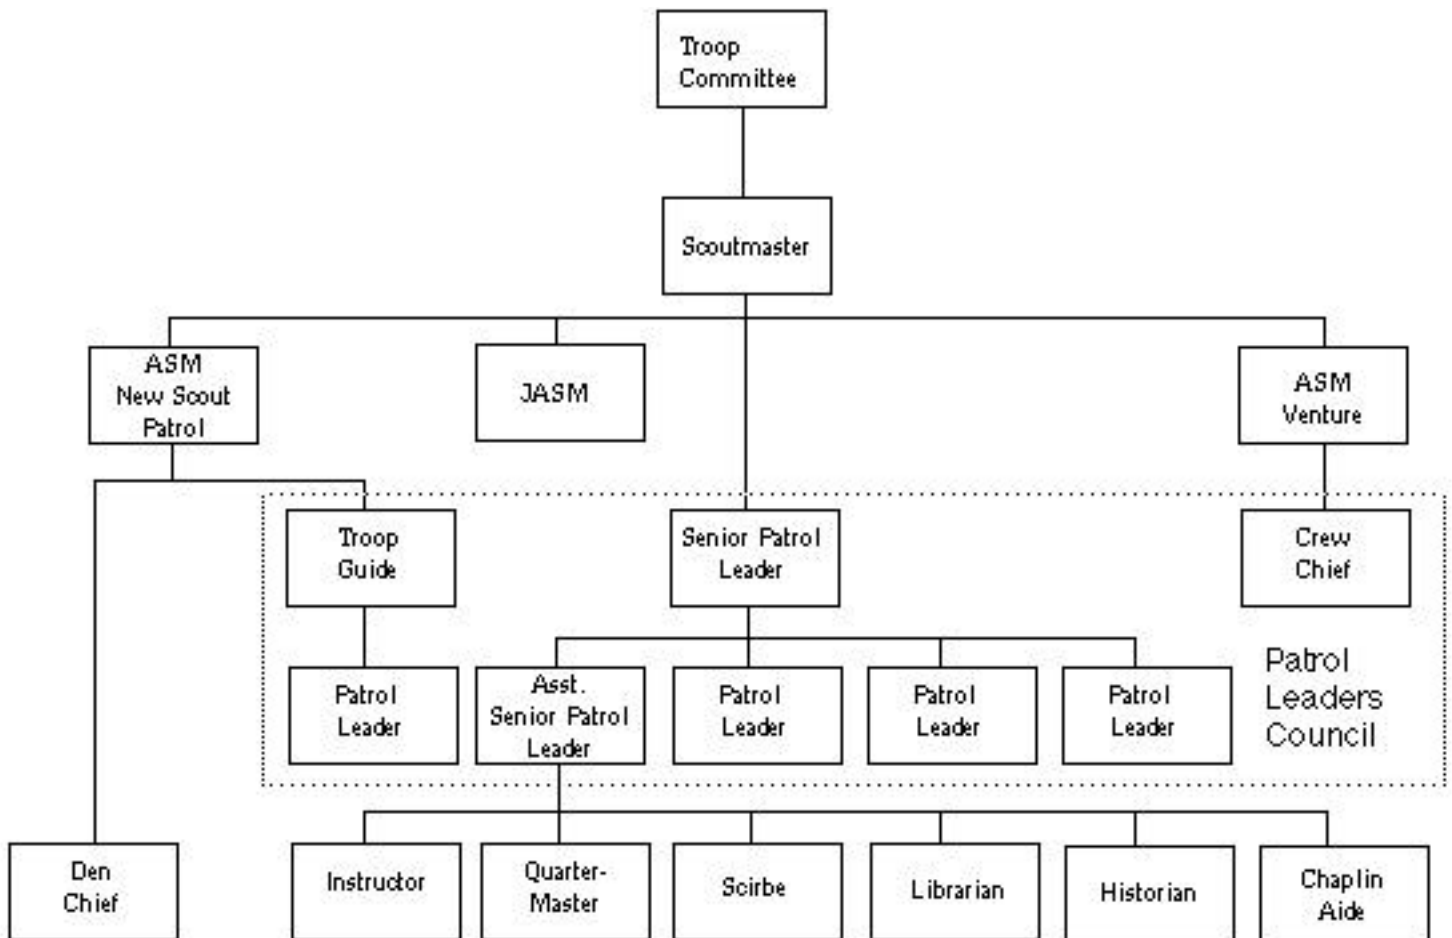 Troop
Committee
Scoutmaster
ASM
New Scout
Patrol
JASM
ASM
Venture
Troop
Guide
Senior Patrol
Leader
Crew
Chief
Patrol
Leader
Asst.
Senior Patrol
Leader
Patrol
Leader
Patrol
Leader
Patrol
Leader
Patrol
Leaders
Council
Den
Chief
Instructor
Quarter-
Master
Scirbe
Librarian
Historian
Chaplin
Aide